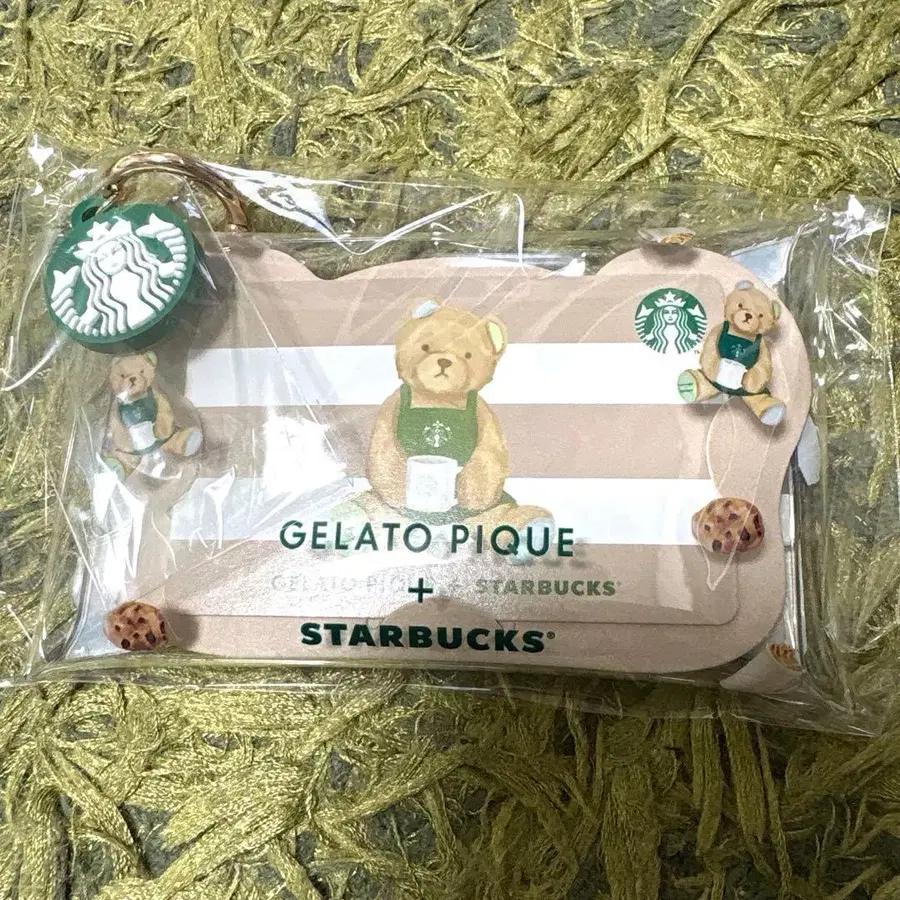 GELATO PIQUE
GELATO PIQUE + STARBUCKS®
+
STARBUCKS®